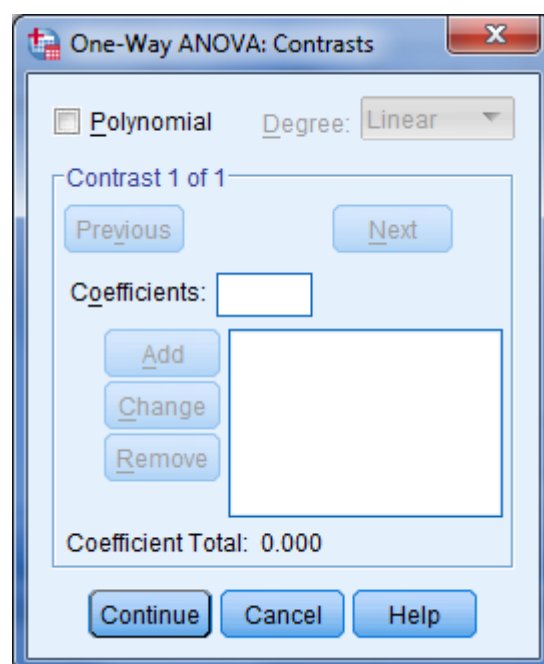 One-Way ANOVA: Contrasts
Polynomial Degree: Linear
Contrast 1 of 1
Previous Next
Coefficients:
Add
Change
Remove
Coefficient Total: 0.000
Continue Cancel Help